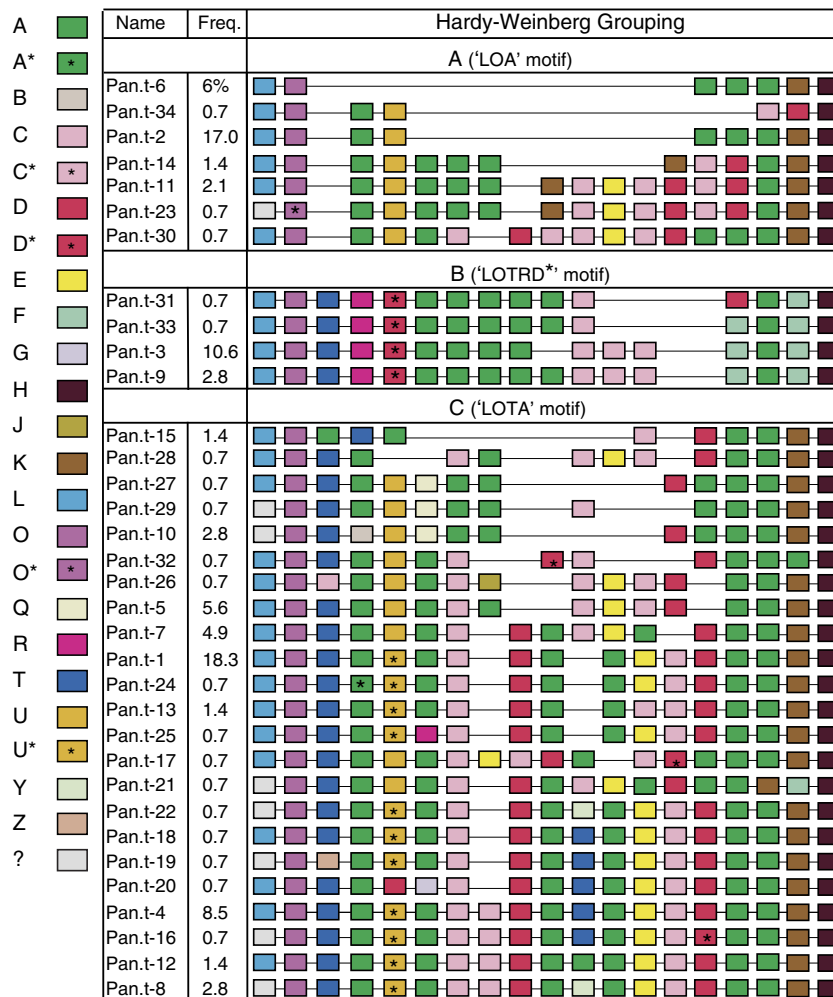 Name Freq. Hardy-Weinberg Grouping
A ('LOA' motif)
Pan.t-6 6%
Pan.t-34 0.7
Pan.t-2 17.0
Pan.t-14 1.4
Pan.t-11 2.1
Pan.t-23 0.7 *
Pan.t-30 0.7
B ('LOTRD*' motif)
Pan.t-31 0.7 *
Pan.t-33 0.7 *
Pan.t-3 10.6 *
Pan.t-9 2.8 *
C ('LOTA' motif)
Pan.t-15 1.4
Pan.t-28 0.7
Pan.t-27 0.7
Pan.t-29 0.7
Pan.t-10 2.8
Pan.t-32 0.7 *
Pan.t-26 0.7
Pan.t-5 5.6
Pan.t-7 4.9
Pan.t-1 18.3 *
Pan.t-24 0.7 * *
Pan.t-13 1.4 *
Pan.t-25 0.7 *
Pan.t-17 0.7 *
Pan.t-21 0.7
Pan.t-22 0.7 *
Pan.t-18 0.7 *
Pan.t-19 0.7 *
Pan.t-20 0.7
Pan.t-4 8.5 *
Pan.t-16 0.7 * *
Pan.t-12 1.4 *
Pan.t-8 2.8 *
A
A* *
B
C
C* *
D
D* *
E
F
G
H
J
K
L
O
O* *
Q
R
T
U
U* *
Y
Z
?